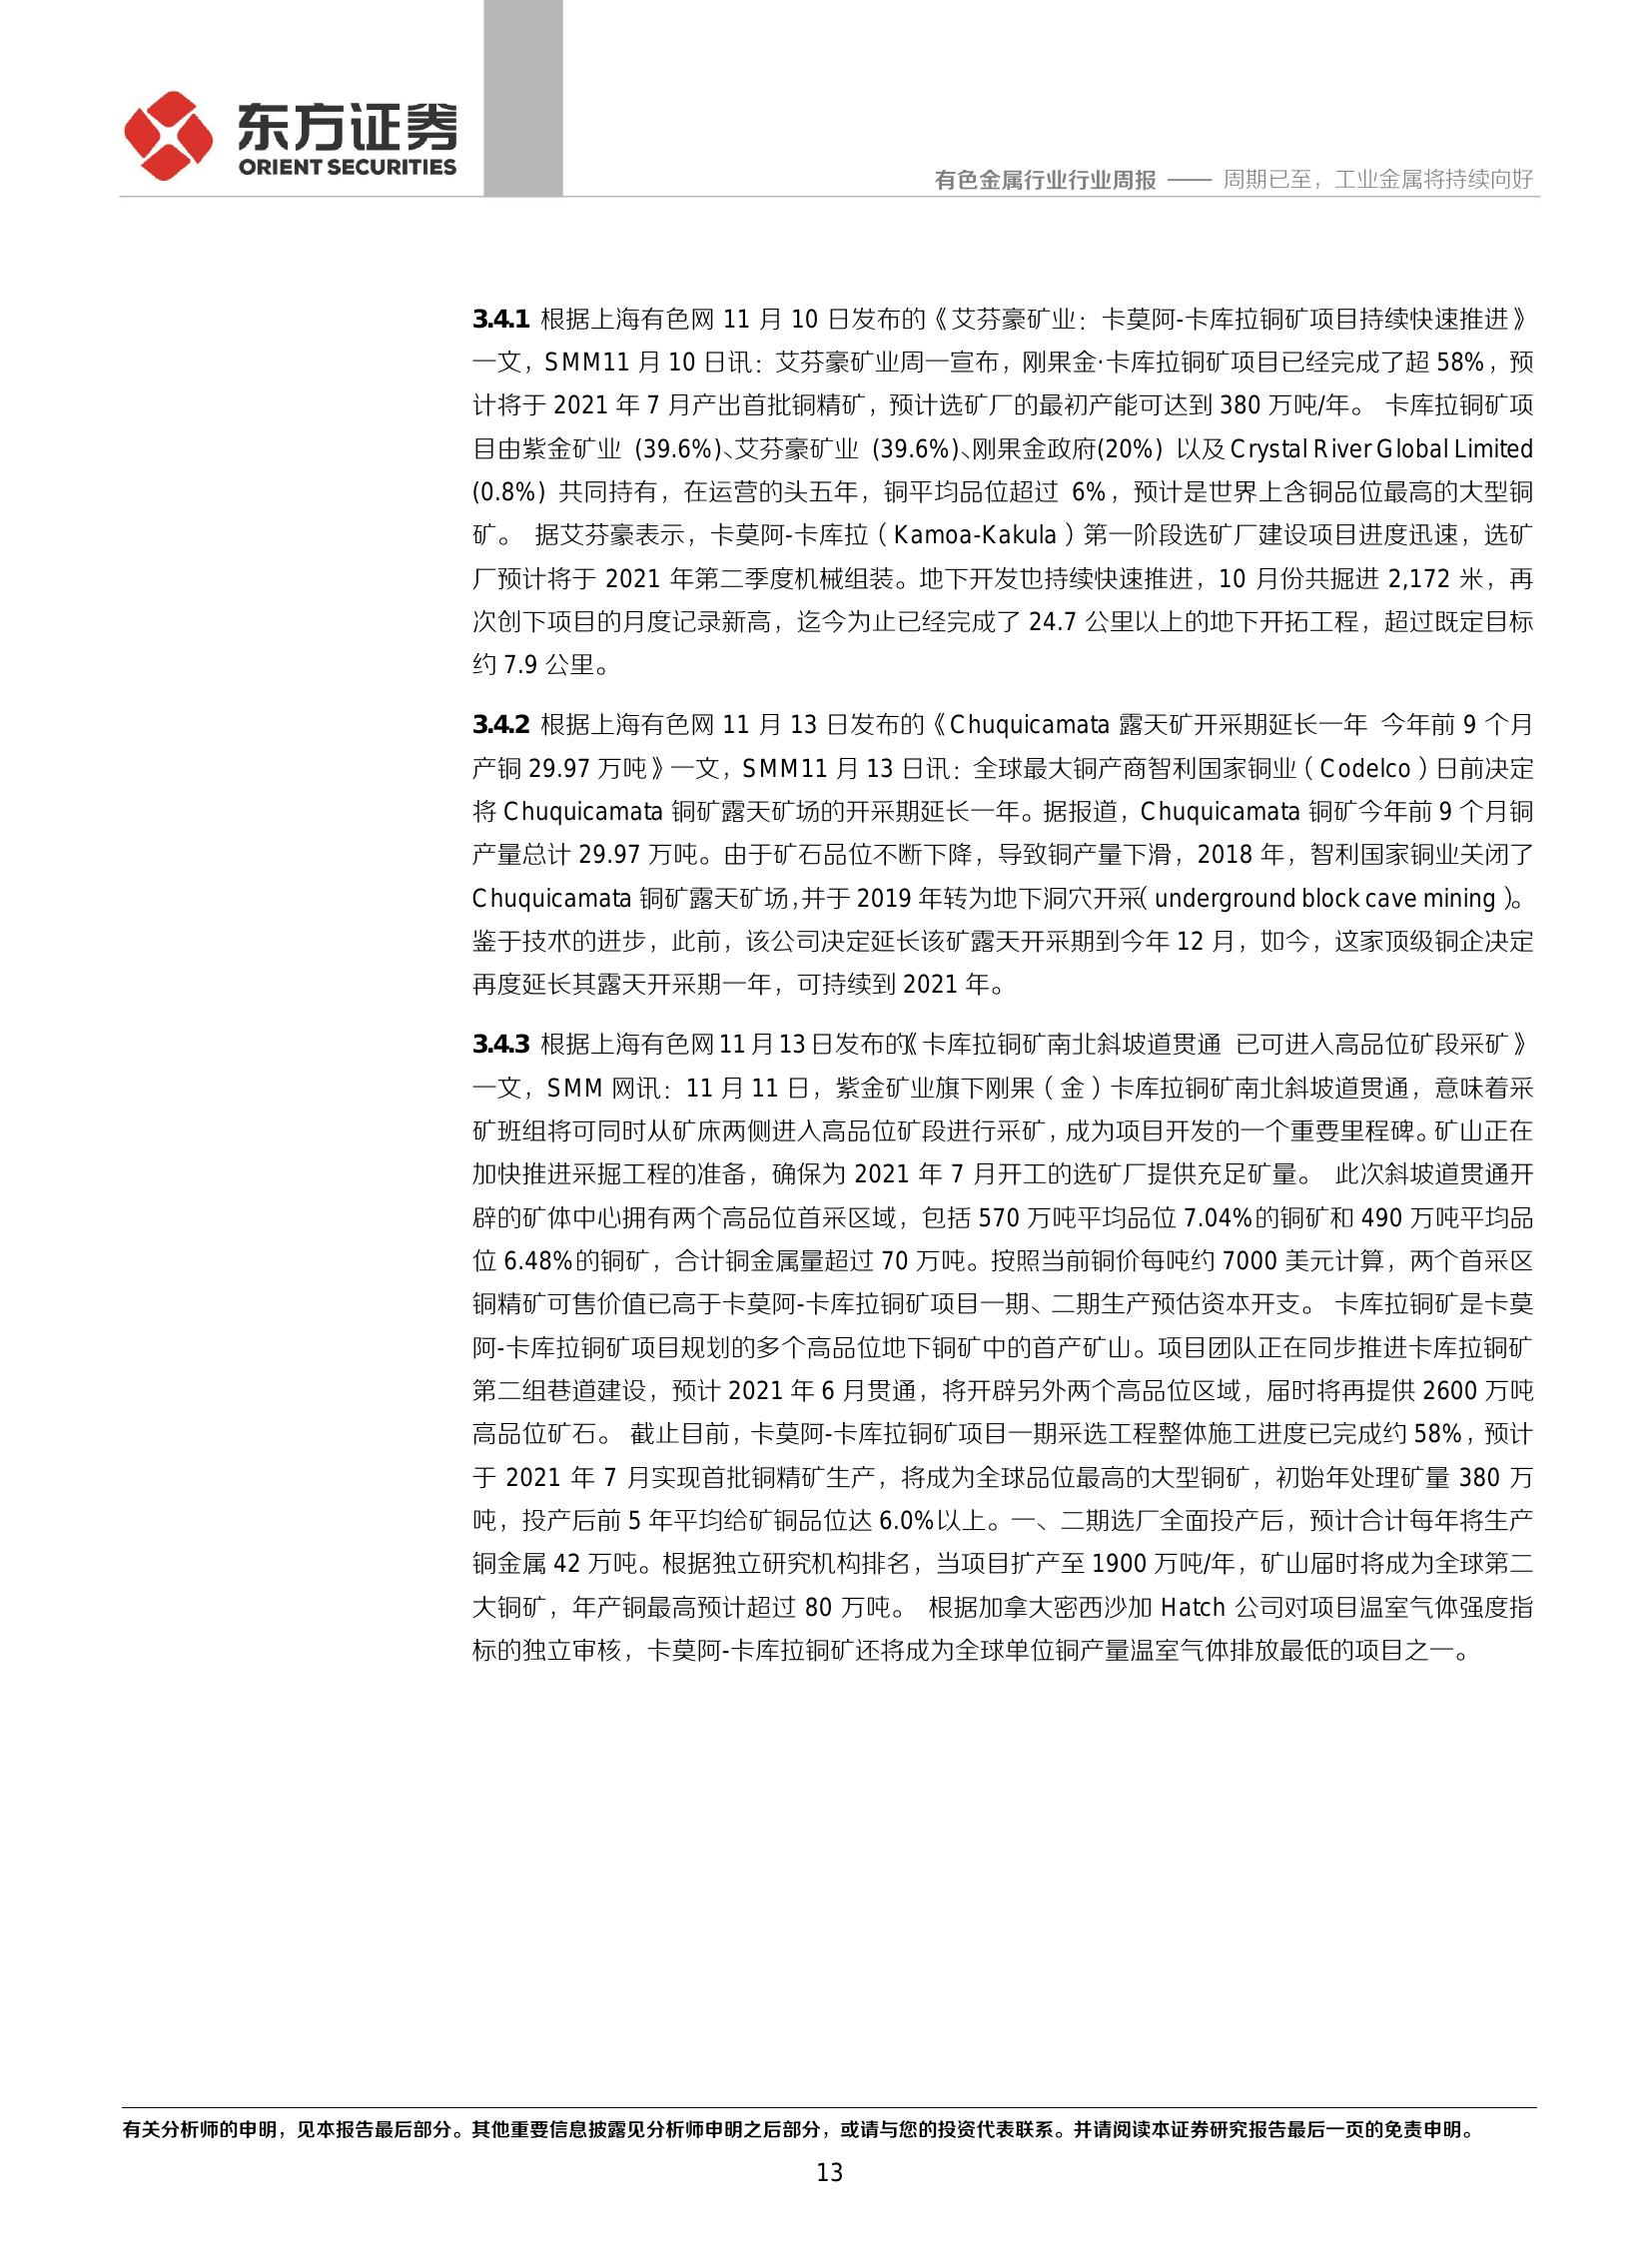 东方证券
ORIENT SECURITIES
有色金属行业行业周报 —— 周期已至，工业金属将持续向好
3.4.1 根据上海有色网 11 月 10 日发布的《艾芬豪矿业：卡莫阿-卡库拉铜矿项目持续快速推进》
一文，SMM11 月 10 日讯：艾芬豪矿业周一宣布，刚果金·卡库拉铜矿项目已经完成了超 58%，预
计将于 2021 年 7 月产出首批铜精矿，预计选矿厂的最初产能可达到 380 万吨/年。 卡库拉铜矿项
目由紫金矿业 (39.6%)、艾芬豪矿业 (39.6%)、刚果金政府(20%) 以及 Crystal River Global Limited
(0.8%) 共同持有，在运营的头五年，铜平均品位超过 6%，预计是世界上含铜品位最高的大型铜
矿。 据艾芬豪表示，卡莫阿-卡库拉（Kamoa-Kakula）第一阶段选矿厂建设项目进度迅速，选矿
厂预计将于 2021 年第二季度机械组装。地下开发也持续快速推进，10 月份共掘进 2,172 米，再
次创下项目的月度记录新高，迄今为止已经完成了 24.7 公里以上的地下开拓工程，超过既定目标
约 7.9 公里。
3.4.2 根据上海有色网 11 月 13 日发布的《Chuquicamata 露天矿开采期延长一年 今年前 9 个月
产铜 29.97 万吨》一文，SMM11 月 13 日讯：全球最大铜产商智利国家铜业（Codelco）日前决定
将 Chuquicamata 铜矿露天矿场的开采期延长一年。据报道，Chuquicamata 铜矿今年前 9 个月铜
产量总计 29.97 万吨。由于矿石品位不断下降，导致铜产量下滑，2018 年，智利国家铜业关闭了
Chuquicamata 铜矿露天矿场，并于 2019 年转为地下洞穴开采（underground block cave mining）。
鉴于技术的进步，此前，该公司决定延长该矿露天开采期到今年 12 月，如今，这家顶级铜企决定
再度延长其露天开采期一年，可持续到 2021 年。
3.4.3 根据上海有色网 11 月 13 日发布的《卡库拉铜矿南北斜坡道贯通 已可进入高品位矿段采矿》
一文，SMM 网讯：11 月 11 日，紫金矿业旗下刚果（金）卡库拉铜矿南北斜坡道贯通，意味着采
矿班组将可同时从矿床两侧进入高品位矿段进行采矿，成为项目开发的一个重要里程碑。矿山正在
加快推进采掘工程的准备，确保为 2021 年 7 月开工的选矿厂提供充足矿量。 此次斜坡道贯通开
辟的矿体中心拥有两个高品位首采区域，包括 570 万吨平均品位 7.04%的铜矿和 490 万吨平均品
位 6.48%的铜矿，合计铜金属量超过 70 万吨。按照当前铜价每吨约 7000 美元计算，两个首采区
铜精矿可售价值已高于卡莫阿-卡库拉铜矿项目一期、二期生产预估资本开支。 卡库拉铜矿是卡莫
阿-卡库拉铜矿项目规划的多个高品位地下铜矿中的首产矿山。项目团队正在同步推进卡库拉铜矿
第二组巷道建设，预计 2021 年 6 月贯通，将开辟另外两个高品位区域，届时将再提供 2600 万吨
高品位矿石。 截止目前，卡莫阿-卡库拉铜矿项目一期采选工程整体施工进度已完成约 58%，预计
于 2021 年 7 月实现首批铜精矿生产，将成为全球品位最高的大型铜矿，初始年处理矿量 380 万
吨，投产后前 5 年平均给矿铜品位达 6.0%以上。一、二期选厂全面投产后，预计合计每年将生产
铜金属 42 万吨。根据独立研究机构排名，当项目扩产至 1900 万吨/年，矿山届时将成为全球第二
大铜矿，年产铜最高预计超过 80 万吨。 根据加拿大密西沙加 Hatch 公司对项目温室气体强度指
标的独立审核，卡莫阿-卡库拉铜矿还将成为全球单位铜产量温室气体排放最低的项目之一。
有关分析师的申明，见本报告最后部分。其他重要信息披露见分析师申明之后部分，或请与您的投资代表联系。并请阅读本证券研究报告最后一页的免责申明。
13